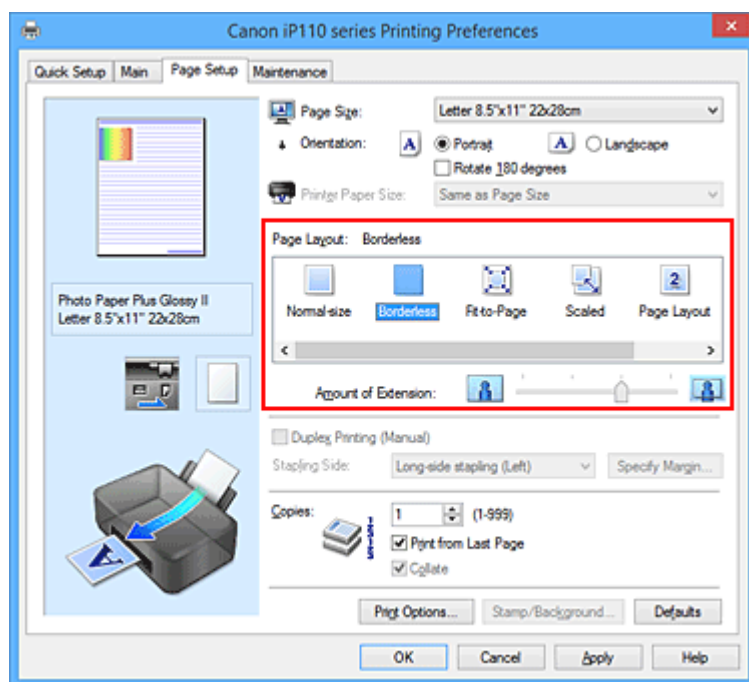 Canon iP110 series Printing Preferences
Quick Setup Main Page Setup Maintenance
Page Size: Letter 8.5"x11" 22x28cm
Orientation: A Portrait A Landscape
Rotate 180 degrees
Printer Paper Size: Same as Page Size
Page Layout: Borderless
2
Normal-size Borderless Fit-to-Page Scaled Page Layout
Photo Paper Plus Glossy II
Letter 8.5"x11" 22x28cm
Amount of Extension:
Duplex Printing (Manual)
Stapling Side: Long-side stapling (Left) Specify Margin...
Copies: 1 (1-999)
Print from Last Page
Collate
A
Print Options... Stamp/Background... Defaults
OK Cancel Apply Help